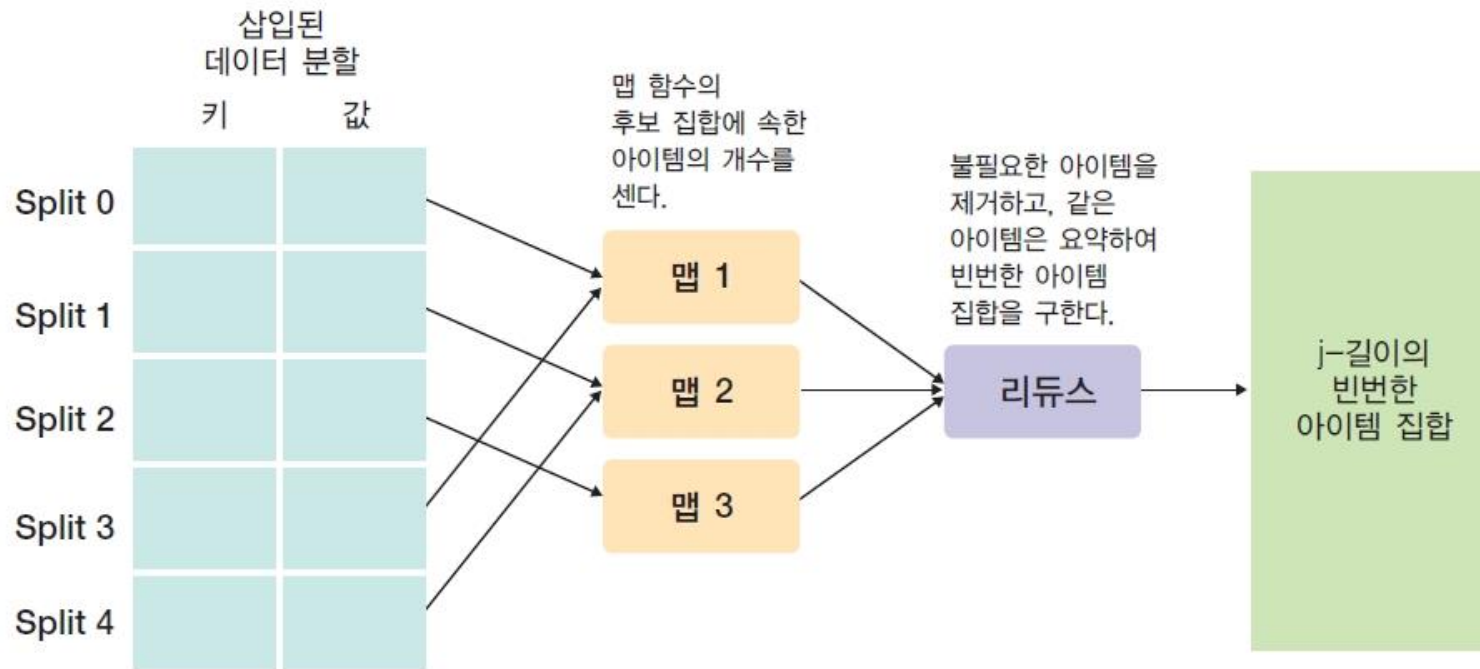 삽입된
데이터 분할
키 값
맵 함수의
후보 집합에 속한
아이템의 개수를
센다.
불필요한 아이템을
제거하고, 같은
아이템은 요약하여
빈번한 아이템
집합을 구한다.
Split 0
Split 1
Split 2
Split 3
Split 4
맵 1
맵 2
맵 3
리듀스
j-길이의
빈번한
아이템 집합